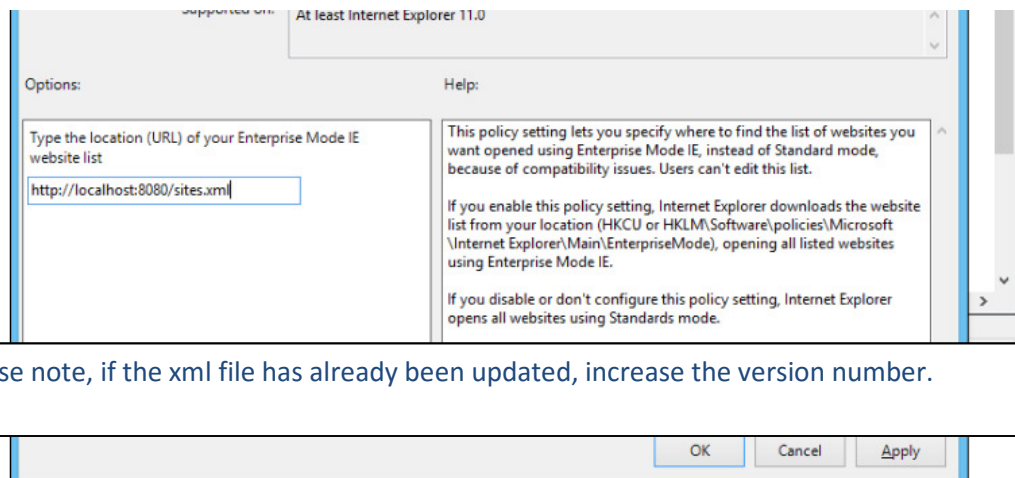 Supported on:
At least Internet Explorer 11.0
Options:
Help:
Type the location (URL) of your Enterprise Mode IE
website list
http://localhost:8080/sites.xml
This policy setting lets you specify where to find the list of websites you
want opened using Enterprise Mode IE, instead of Standard mode,
because of compatibility issues. Users can't edit this list.
If you enable this policy setting, Internet Explorer downloads the website
list from your location (HKCU or HKLM\Software\policies\Microsoft
\Internet Explorer\Main\EnterpriseMode), opening all listed websites
using Enterprise Mode IE.
If you disable or don't configure this policy setting, Internet Explorer
opens all websites using Standards mode.
se note, if the xml file has already been updated, increase the version number.
OK
Cancel
Apply